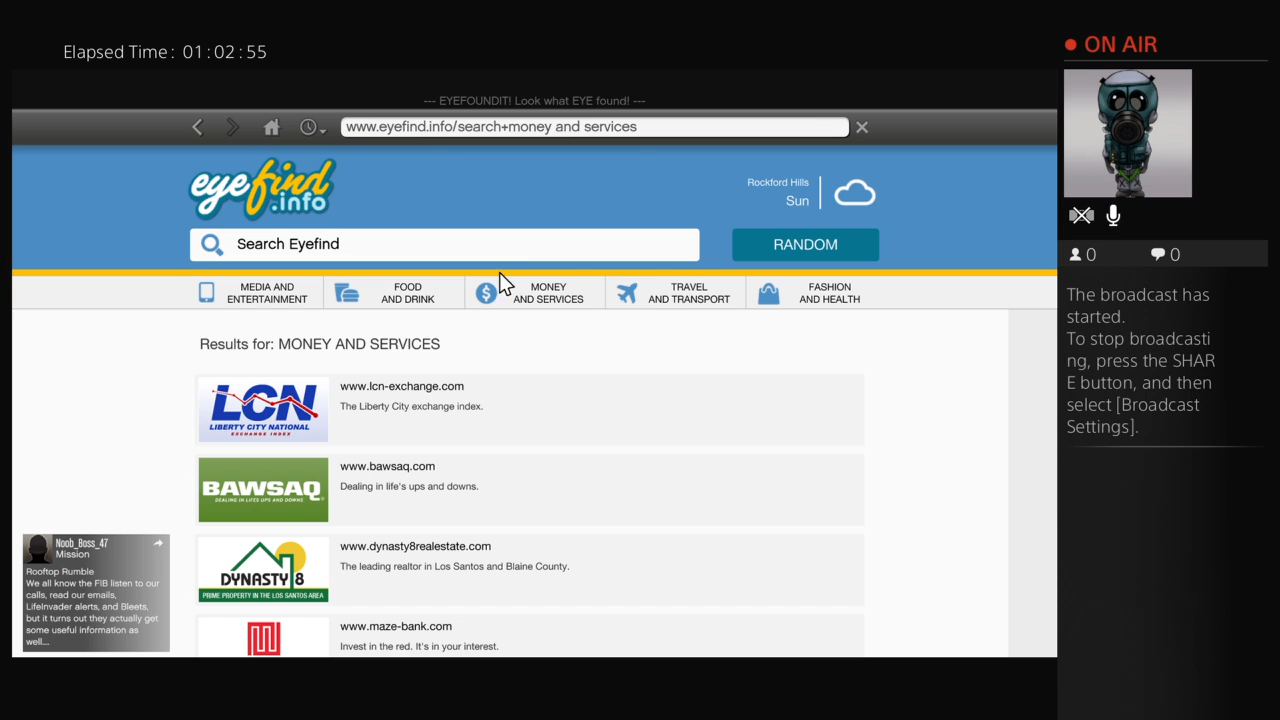 Elapsed Time: 01:02:55
ON AIR
--- EYEFOUNDIT! Look what EYE found! ---
www.eyefind.info/search+money and services
eyefind
.info
Rockford Hills
Sun
Search Eyefind
RANDOM
MEDIA AND
ENTERTAINMENT
FOOD
AND DRINK
MONEY
AND SERVICES
TRAVEL
AND TRANSPORT
FASHION
AND HEALTH
Results for: MONEY AND SERVICES
LCN
LIBERTY CITY NATIONAL
EXCHANGE INDEX
www.lcn-exchange.com
The Liberty City exchange index.
BAWSAQ
DEALING IN LIFES UPS AND DOWNS
www.bawsaq.com
Dealing in life's ups and downs.
DYNASTY 8
PRIME PROPERTY IN THE LOS SANTOS AREA
www.dynasty8realestate.com
The leading realtor in Los Santos and Blaine County.
www.maze-bank.com
Invest in the red. It's in your interest.
Noob_Boss_47
Mission
Rooftop Rumble
We all know the FIB listen to our
calls, read our emails,
LifeInvader alerts, and Bleets,
but it turns out they actually get
some useful information as
well...
0
0
The broadcast has
started.
To stop broadcasti
ng, press the SHAR
E button, and then
select [Broadcast
Settings].